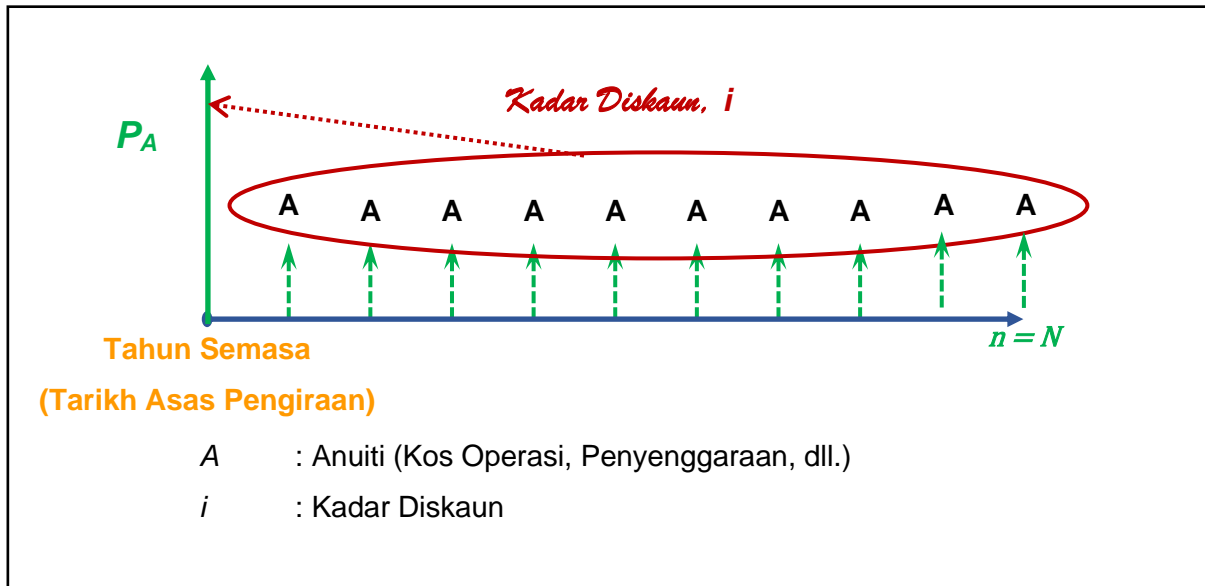 Kadar Diskaun, i
PA
A A A A A A A A A A
n = N
Tahun Semasa
(Tarikh Asas Pengiraan)
A : Anuiti (Kos Operasi, Penyenggaraan, dll.)
i : Kadar Diskaun